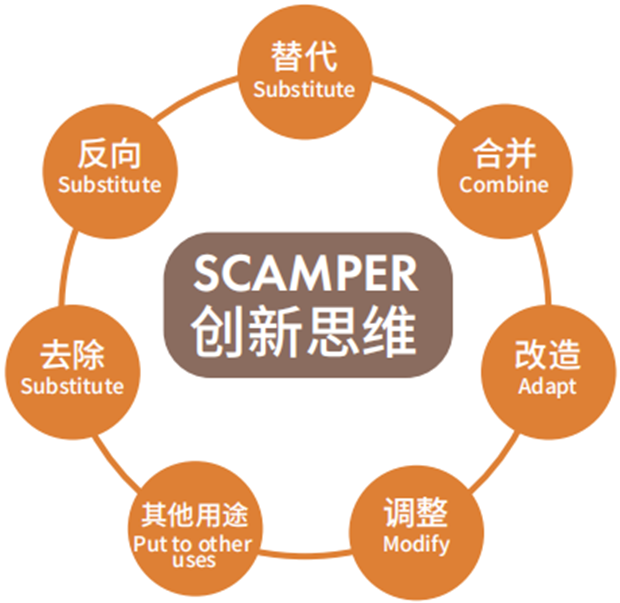 替代
Substitute
合并
Combine
改造
Adapt
调整
Modify
其他用途
Put to other
uses
去除
Substitute
反向
Substitute
SCAMPER
创新思维